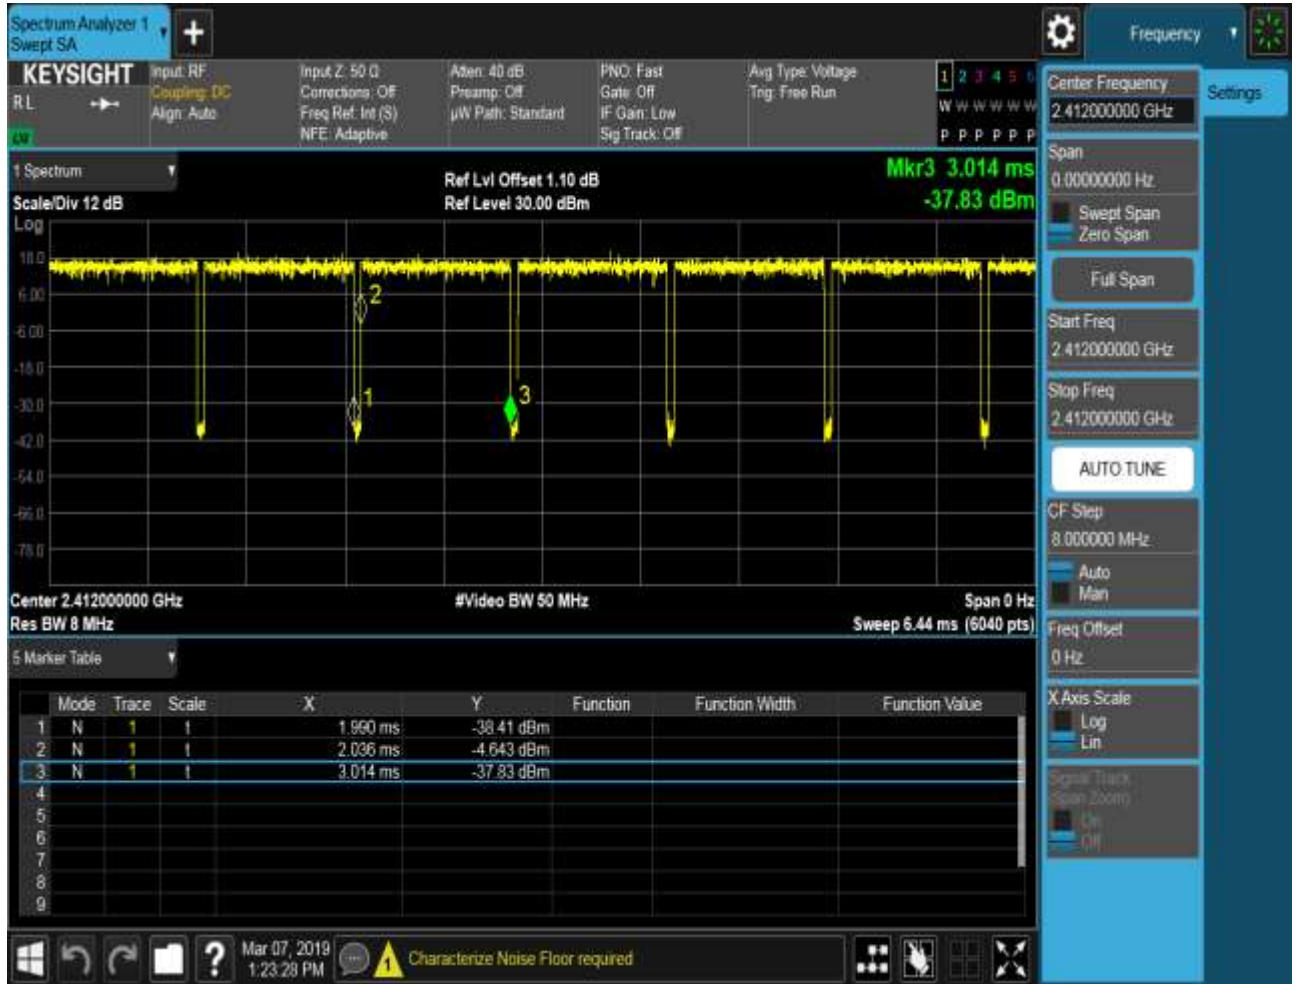 Spectrum Analyzer 1
Swept SA
+
Frequency
KEYSIGHT
RL
Input: RF
Coupling: DC
Align: Auto
Input Z: 50 Ω
Corrections: Off
Freq Ref: Int (S)
NFE: Adaptive
Atten: 40 dB
Preamp: Off
µW Path: Standard
PNO: Fast
Gate: Off
IF Gain: Low
Sig Track: Off
Avg Type: Voltage
Trig: Free Run
1 2 3 4 5 6
W W W W W W
P P P P P P
1 Spectrum
Scale/Div 12 dB
Log
Ref Lvl Offset 1.10 dB
Ref Level 30.00 dBm
Mkr3 3.014 ms
-37.83 dBm
18.0
6.00
-6.00
-18.0
-30.0
-42.0
-54.0
-66.0
-78.0
2
1
3
Center 2.412000000 GHz
#Video BW 50 MHz
Span 0 Hz
Res BW 8 MHz
Sweep 6.44 ms (6040 pts)
5 Marker Table
Mode Trace Scale X Y Function Function Width Function Value
1 N 1 t 1.990 ms -38.41 dBm
2 N 1 t 2.036 ms -4.643 dBm
3 N 1 t 3.014 ms -37.83 dBm
4
5
6
7
8
9
Mar 07, 2019
1:23:28 PM
?
1
Characterize Noise Floor required
Center Frequency
2.412000000 GHz
Settings
Span
0.00000000 Hz
Swept Span
Zero Span
Full Span
Start Freq
2.412000000 GHz
Stop Freq
2.412000000 GHz
AUTO TUNE
CF Step
8.000000 MHz
Auto
Man
Freq Offset
0 Hz
X Axis Scale
Log
Lin
Signal Track
(Span Zoom)
On
Off